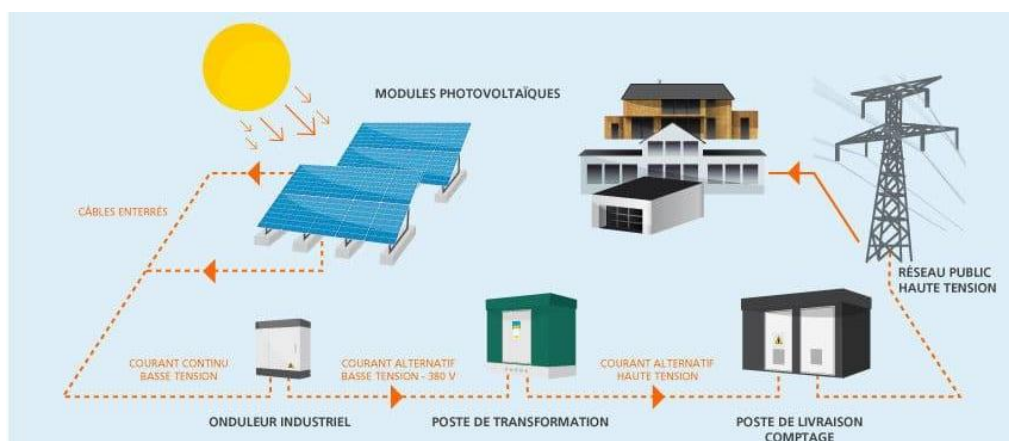 MODULES PHOTOVOLTAÏQUES
CÂBLES ENTERRÉS
RÉSEAU PUBLIC
HAUTE TENSION
COURANT CONTINU
BASSE TENSION
COURANT ALTERNATIF
BASSE TENSION - 380 V
COURANT ALTERNATIF
HAUTE TENSION
ONDULEUR INDUSTRIEL
POSTE DE TRANSFORMATION
POSTE DE LIVRAISON
COMPTAGE